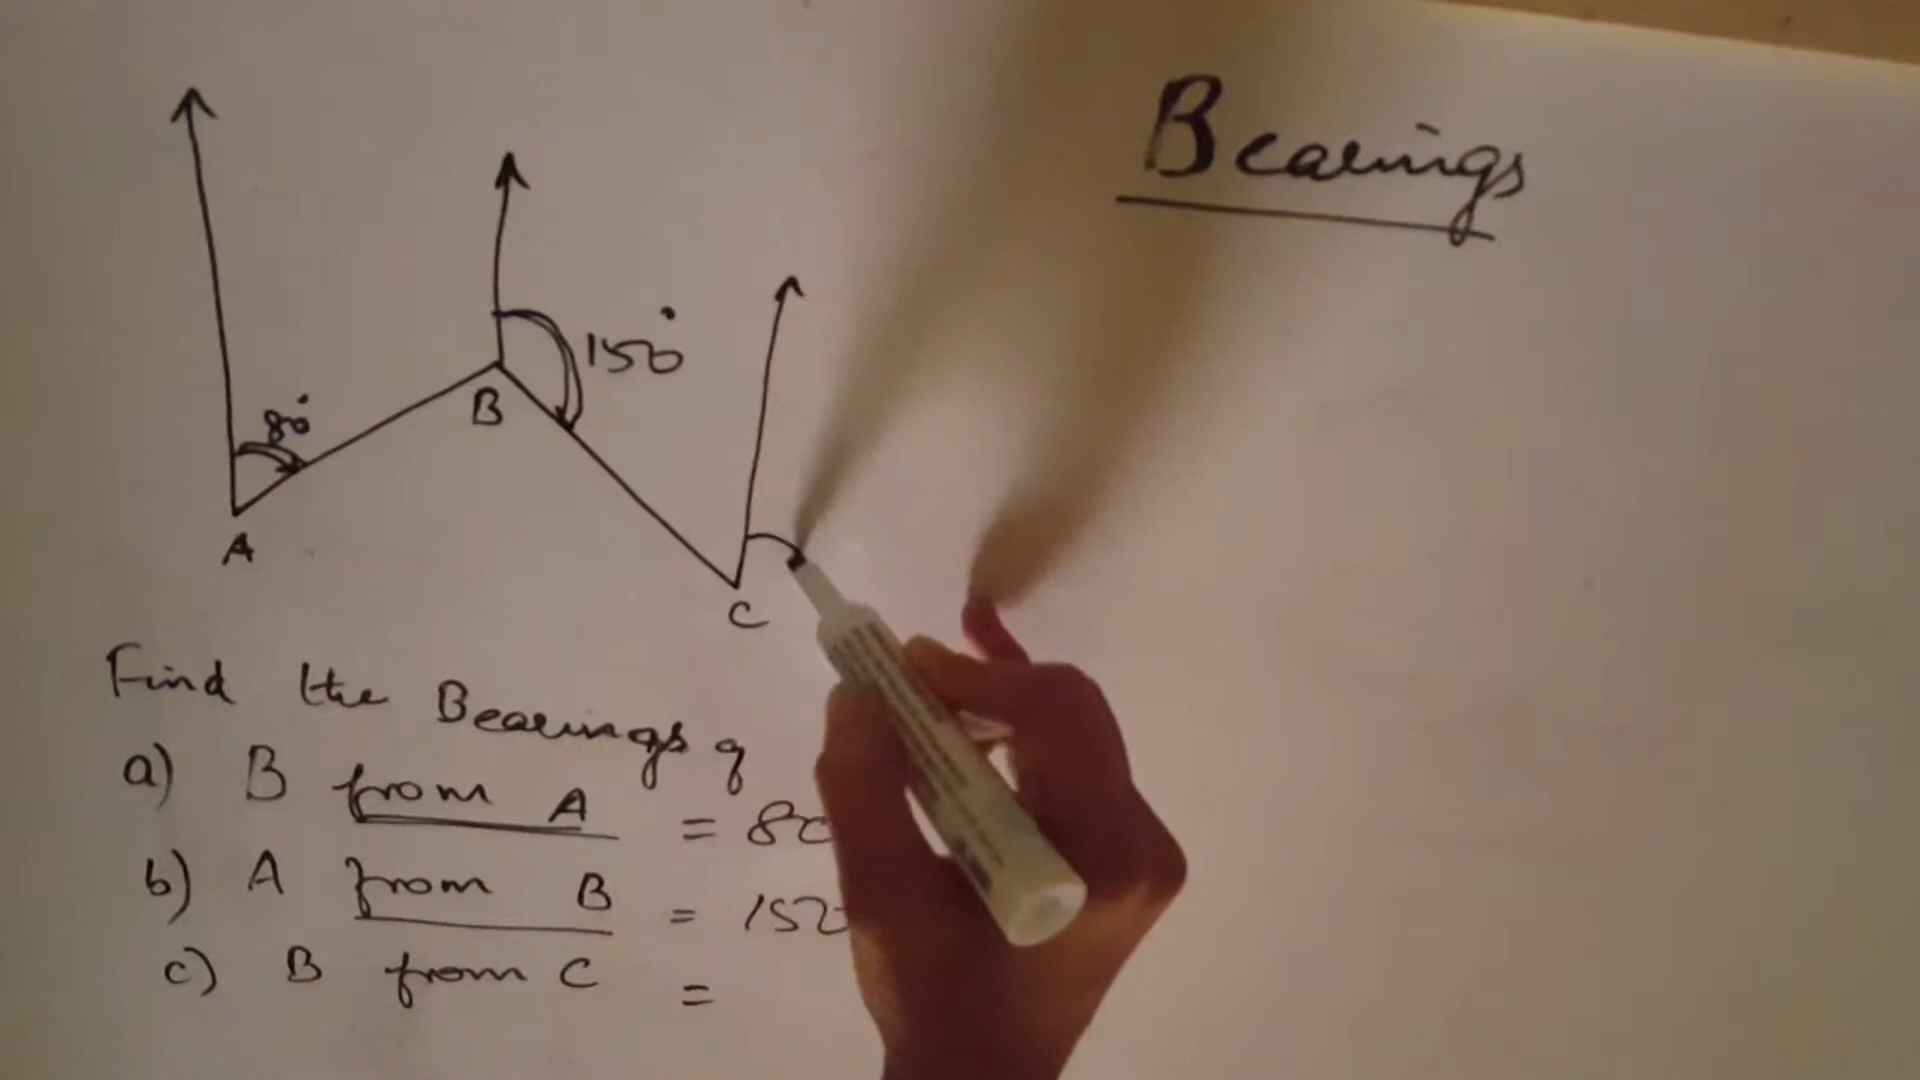 Bearings
150°
80°
B
A
C
Find the Bearings of
a) B from A = 80
b) A from B = 150
c) B from C =